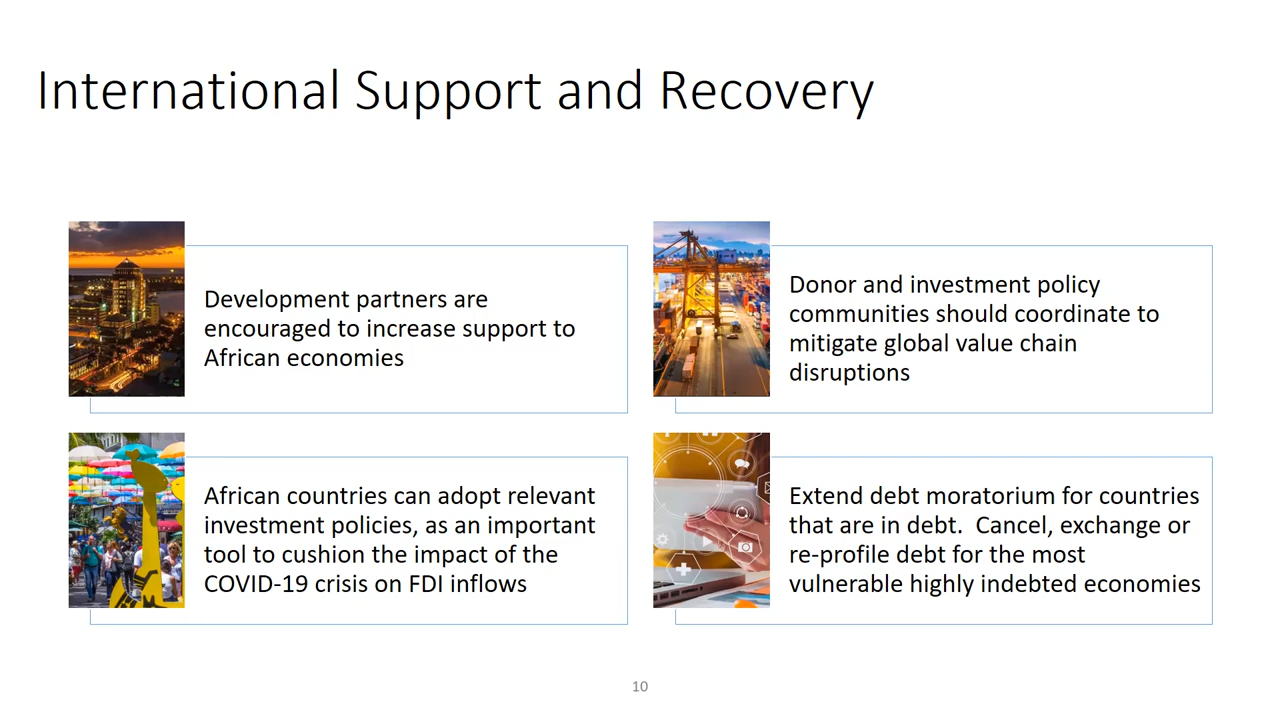 International Support and Recovery
Development partners are
encouraged to increase support to
African economies
Donor and investment policy
communities should coordinate to
mitigate global value chain
disruptions
African countries can adopt relevant
investment policies, as an important
tool to cushion the impact of the
COVID-19 crisis on FDI inflows
Extend debt moratorium for countries
that are in debt.  Cancel, exchange or
re-profile debt for the most
vulnerable highly indebted economies
10